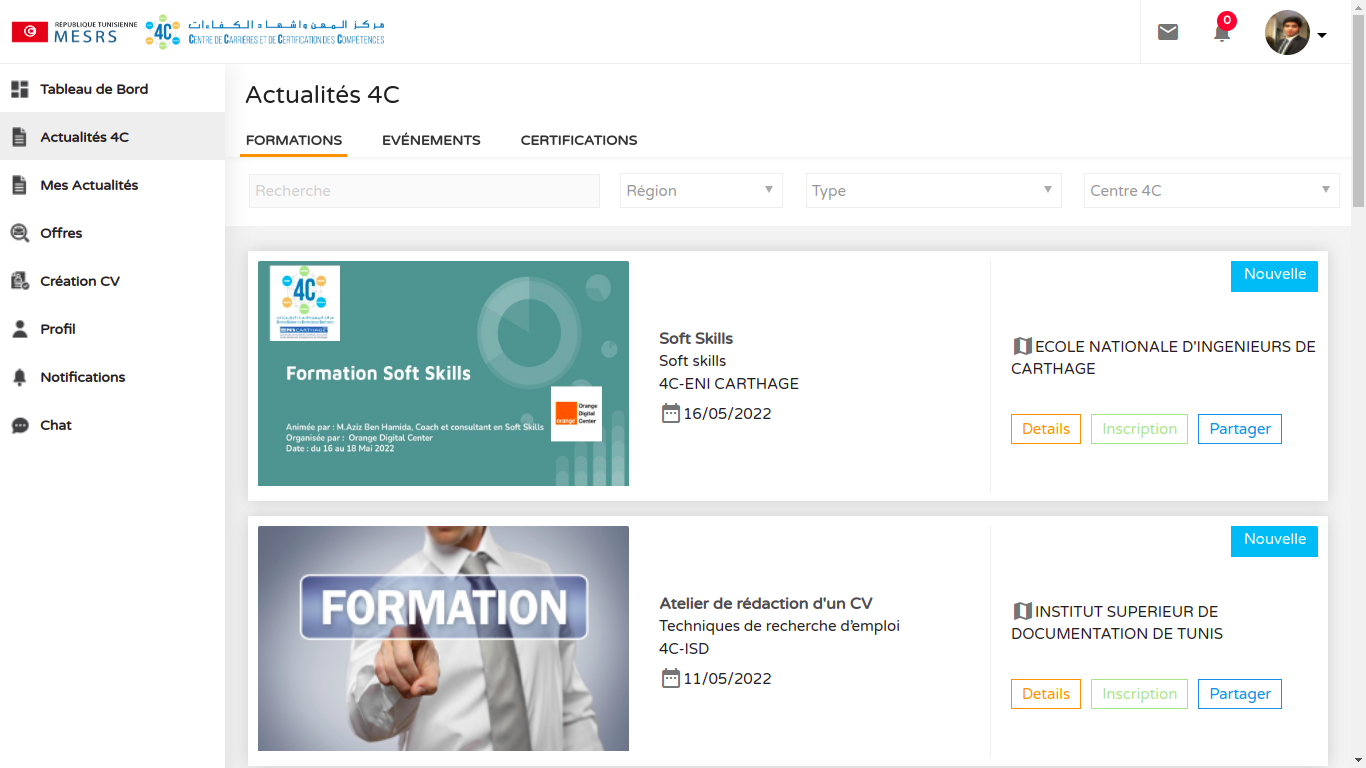 REPUBLIQUE TUNISIENNE
MESRS
4C
مركز المهن وإشهاد الكفاءات
CENTRE DE CARRIÈRES ET DE CERTIFICATION DES COMPÉTENCES
0
Tableau de Bord
Actualités 4C
Mes Actualités
Offres
Création CV
Profil
Notifications
Chat
Actualités 4C
FORMATIONS
EVÉNEMENTS
CERTIFICATIONS
Recherche
Région
Type
Centre 4C
4C
ENICARTHAGE
Formation Soft Skills
Orange
Digital
Center
orange
Animée par : M.Aziz Ben Hamida, Coach et consultant en Soft Skills
Organisée par : Orange Digital Center
Date : du 16 au 18 Mai 2022
Soft Skills
Soft skills
4C-ENI CARTHAGE
16/05/2022
Nouvelle
ECOLE NATIONALE D'INGENIEURS DE
CARTHAGE
Details
Inscription
Partager
FORMATION
Atelier de rédaction d'un CV
Techniques de recherche d’emploi
4C-ISD
11/05/2022
Nouvelle
INSTITUT SUPERIEUR DE
DOCUMENTATION DE TUNIS
Details
Inscription
Partager